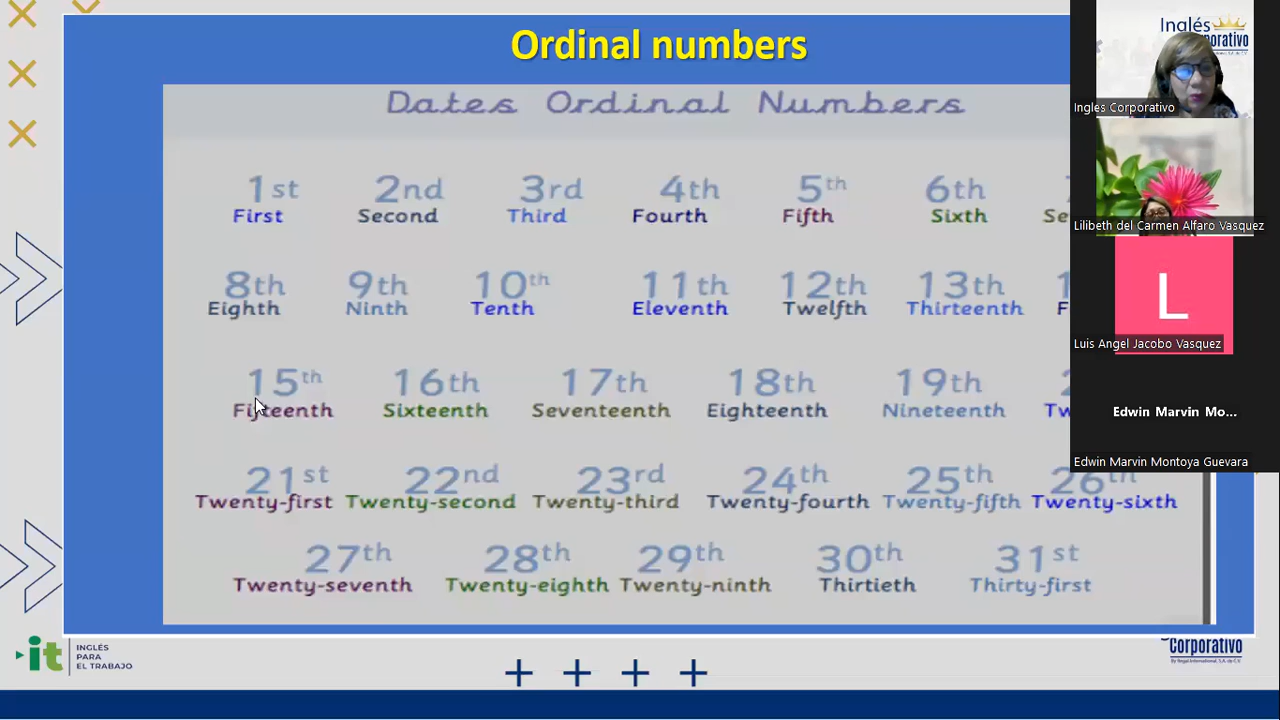 Ordinal numbers
Dates Ordinal Numbers
1st 2nd 3rd 4th 5th 6th
First Second Third Fourth Fifth Sixth
8th 9th 10th 11th 12th 13th
Eighth Ninth Tenth Eleventh Twelfth Thirteenth
15th 16th 17th 18th 19th
Fifteenth Sixteenth Seventeenth Eighteenth Nineteenth
21st 22nd 23rd 24th 25th 26th
Twenty-first Twenty-second Twenty-third Twenty-fourth Twenty-fifth Twenty-sixth
27th 28th 29th 30th 31st
Twenty-seventh Twenty-eighth Twenty-ninth Thirtieth Thirty-first
it
INGLÉS
PARA
EL TRABAJO
Corporativo
Inglés
Ingles Corporativo
Lilibeth del Carmen Alfaro Vasquez
L
Luis Angel Jacobo Vasquez
Edwin Marvin Mo...
Edwin Marvin Montoya Guevara